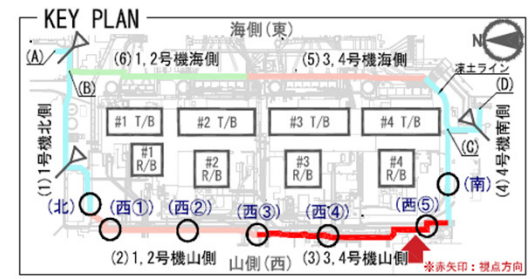 KEY PLAN
海側(東)
N
(A)
(6)1,2号機海側
(5)3,4号機海側
凍土ライン
(B)
(D)
#1 T/B
#2 T/B
#3 T/B
#4 T/B
(C)
(1)1号機北側
(4)4号機南側
#1
R/B
#2
R/B
#3
R/B
#4
R/B
(北)
(西①)
(西②)
(西③)
(西④)
(西⑤)
(南)
(2)1,2号機山側
山側(西)
(3)3,4号機山側
※赤矢印:視点方向